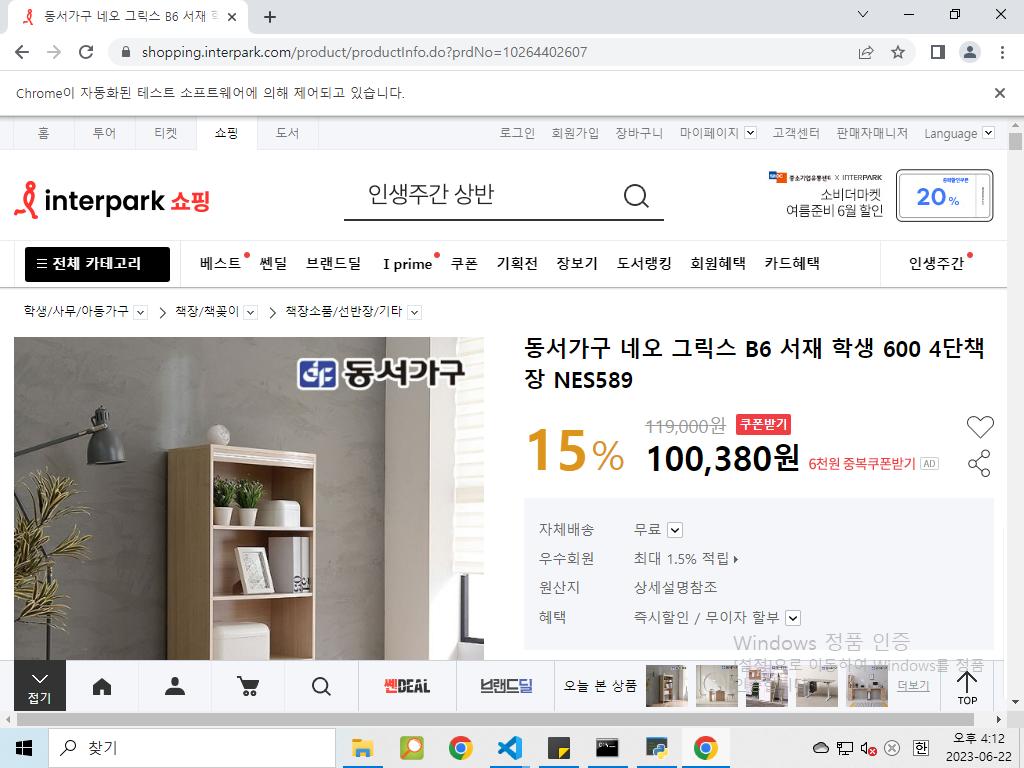 동서가구 네오 그릭스 B6 서재 학
shopping.interpark.com/product/productInfo.do?prdNo=10264402607
Chrome이 자동화된 테스트 소프트웨어에 의해 제어되고 있습니다.
홈 투어 티켓 쇼핑 도서 로그인 회원가입 장바구니 마이페이지 고객센터 판매자매니저 Language
interpark 쇼핑
인생주간 상반
중소기업유통센터 X INTERPARK
소비더마켓
여름준비 6월 할인
20%
전체 카테고리 베스트 쎈딜 브랜드딜 I prime 쿠폰 기획전 장보기 도서랭킹 회원혜택 카드혜택 인생주간
학생/사무/아동가구 책장/책꽂이 책장소품/선반장/기타
동서가구
동서가구 네오 그릭스 B6 서재 학생 600 4단책
장 NES589
15%
119,000원 쿠폰받기
100,380원 6천원 중복쿠폰받기 AD
자체배송 무료
우수회원 최대 1.5% 적립
원산지 상세설명참조
혜택 즉시할인 / 무이자 할부
Windows 정품 인증
[설정]으로 이동하여 Windows를 정품
접기
쎈DEAL
브랜드딜
오늘 본 상품
더보기
TOP
찾기
한
오후 4:12
2023-06-22